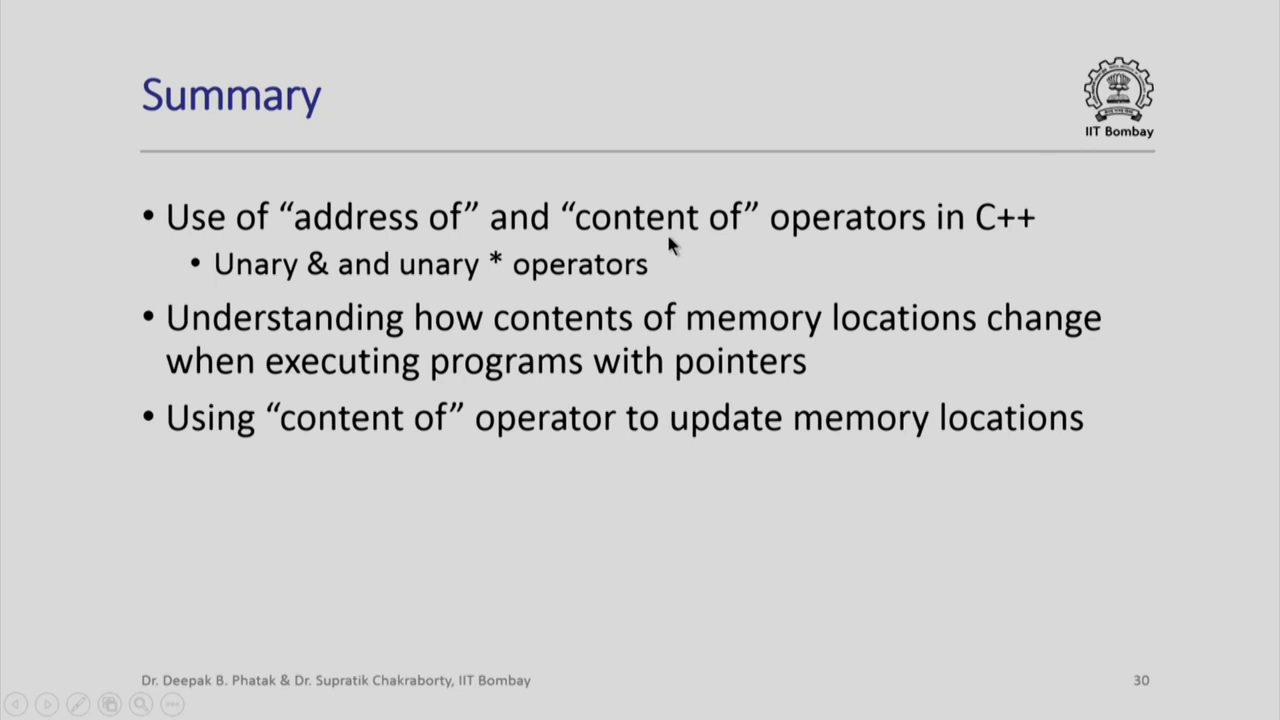 Summary
IIT Bombay
• Use of “address of” and “content of” operators in C++
• Unary & and unary * operators
• Understanding how contents of memory locations change
when executing programs with pointers
• Using “content of” operator to update memory locations
Dr. Deepak B. Phatak & Dr. Supratik Chakraborty, IIT Bombay
30